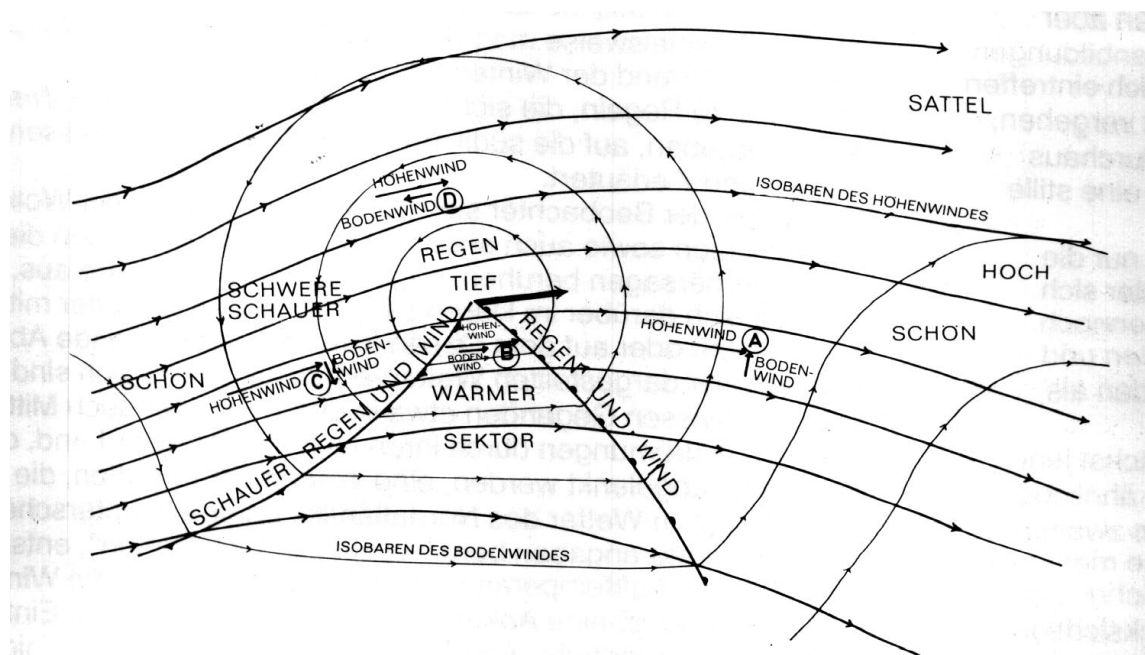 SATTEL
HÖHENWIND
BODENWIND D
ISOBAREN DES HÖHENWINDES
REGEN
HOCH
TIEF
SCHWERE
SCHAUER
HÖHEN-
WIND
BODEN
WIND
B
HÖHENWIND A
BODEN-
WIND
SCHÖN
SCHÖN
BODEN-
WIND
HÖHENWIND C
WARMER
SEKTOR
SCHAUER REGEN UND WIND
REGEN UND WIND
ISOBAREN DES BODENWINDES